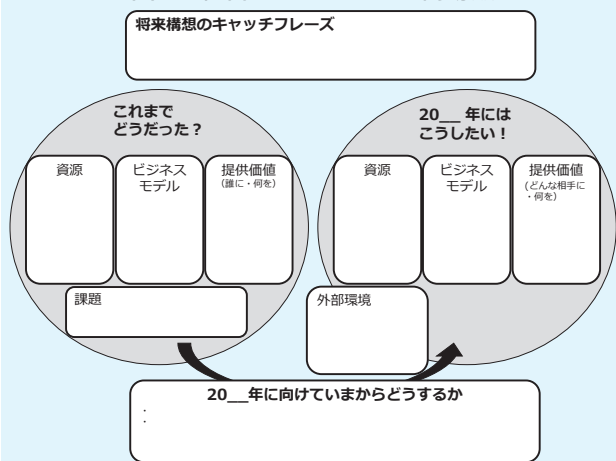 将来構想のキャッチフレーズ
これまで
どうだった？
資源
ビジネス
モデル
提供価値
(誰に・何を)
課題
20__ 年には
こうしたい！
資源
ビジネス
モデル
提供価値
(どんな相手に
・何を)
外部環境
20__年に向けていまからどうするか
・
・